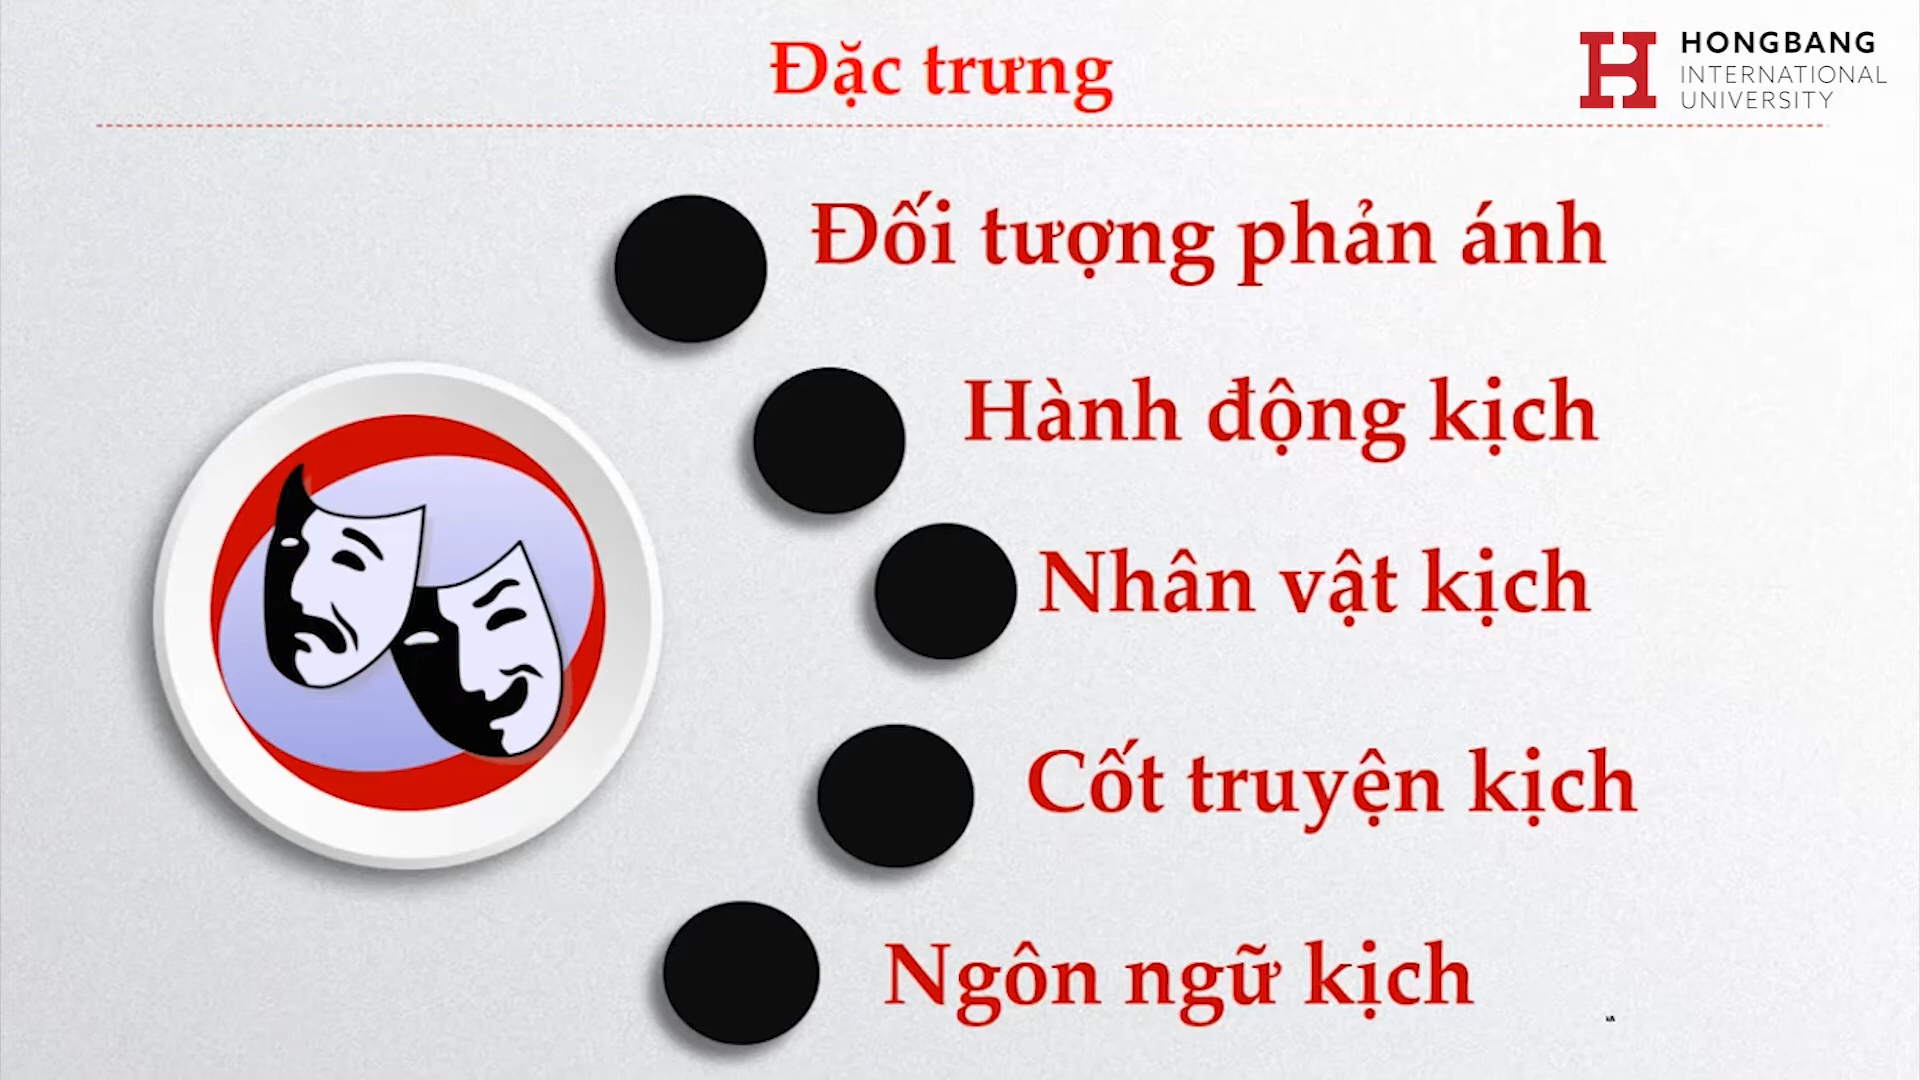 Đặc trưng
HONGBANG
INTERNATIONAL
UNIVERSITY
Đối tượng phản ánh
Hành động kịch
Nhân vật kịch
Cốt truyện kịch
Ngôn ngữ kịch